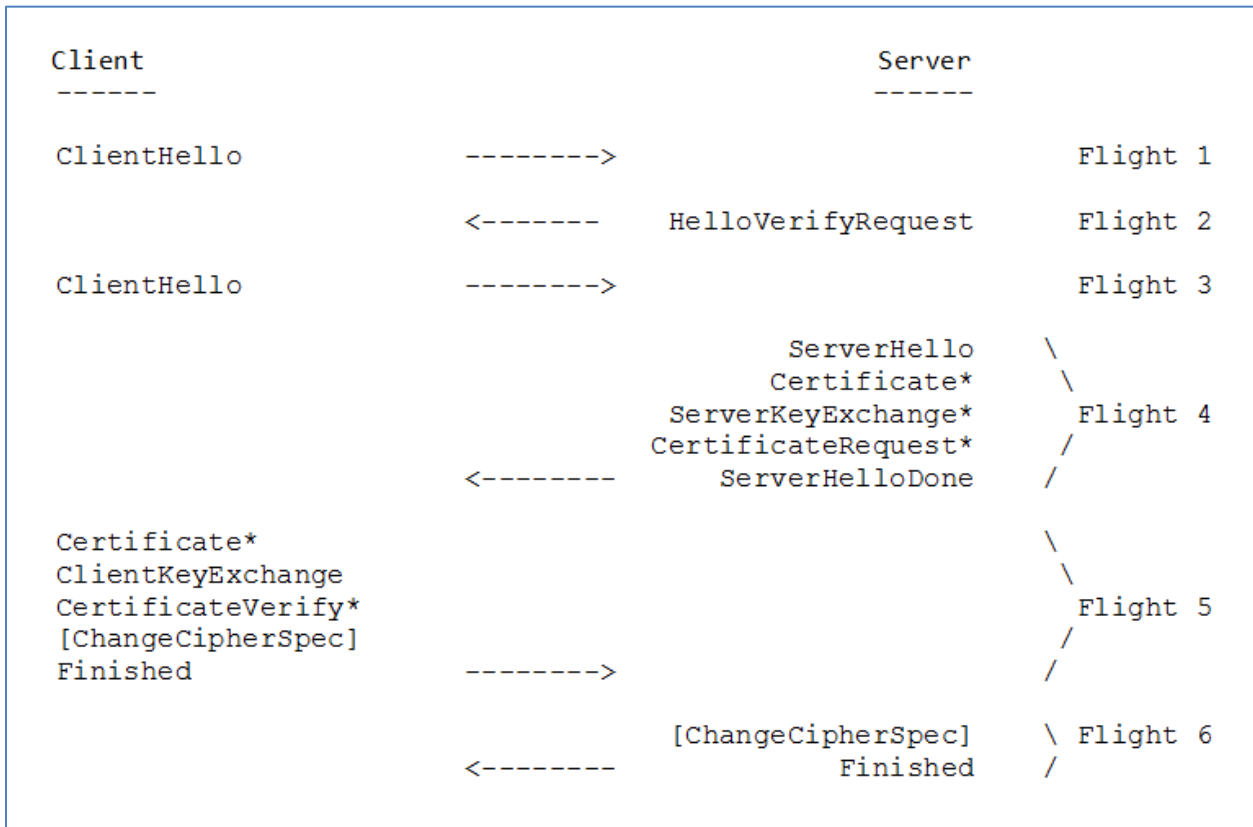 Client Server
------ ------
ClientHello --------> Flight 1
<------- HelloVerifyRequest Flight 2
ClientHello --------> Flight 3
ServerHello \
Certificate* \
ServerKeyExchange* Flight 4
CertificateRequest* /
<-------- ServerHelloDone /
Certificate* \
ClientKeyExchange \
CertificateVerify* Flight 5
[ChangeCipherSpec] /
Finished --------> /
[ChangeCipherSpec] \ Flight 6
<-------- Finished /